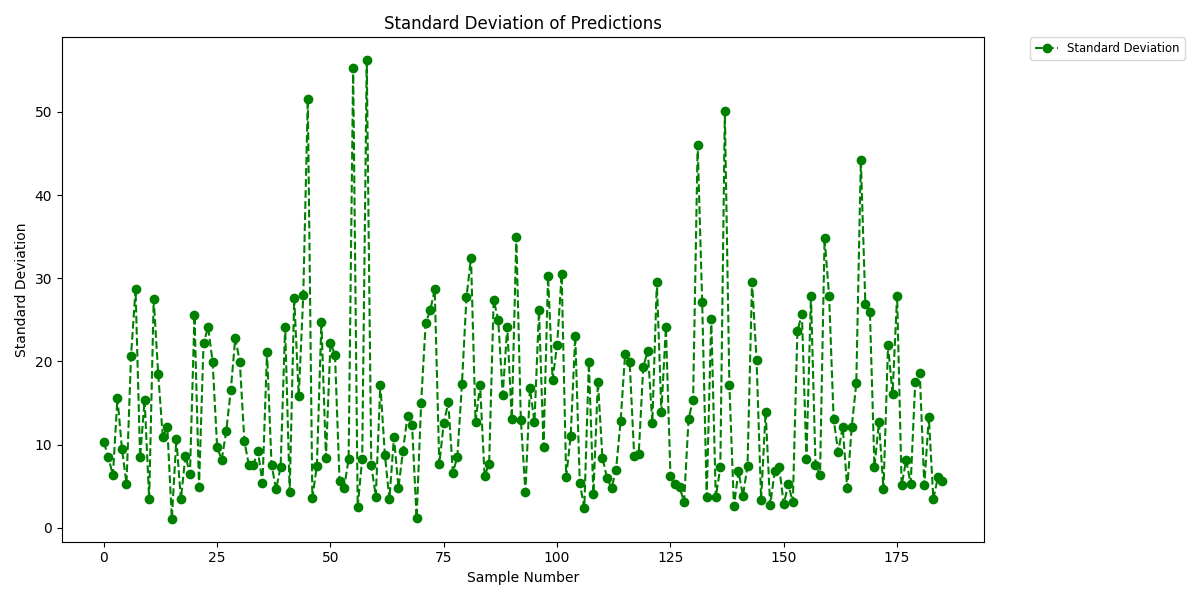 Standard Deviation of Predictions
Standard Deviation
Standard Deviation
50
40
30
20
10
0
0 25 50 75 100 125 150 175
Sample Number